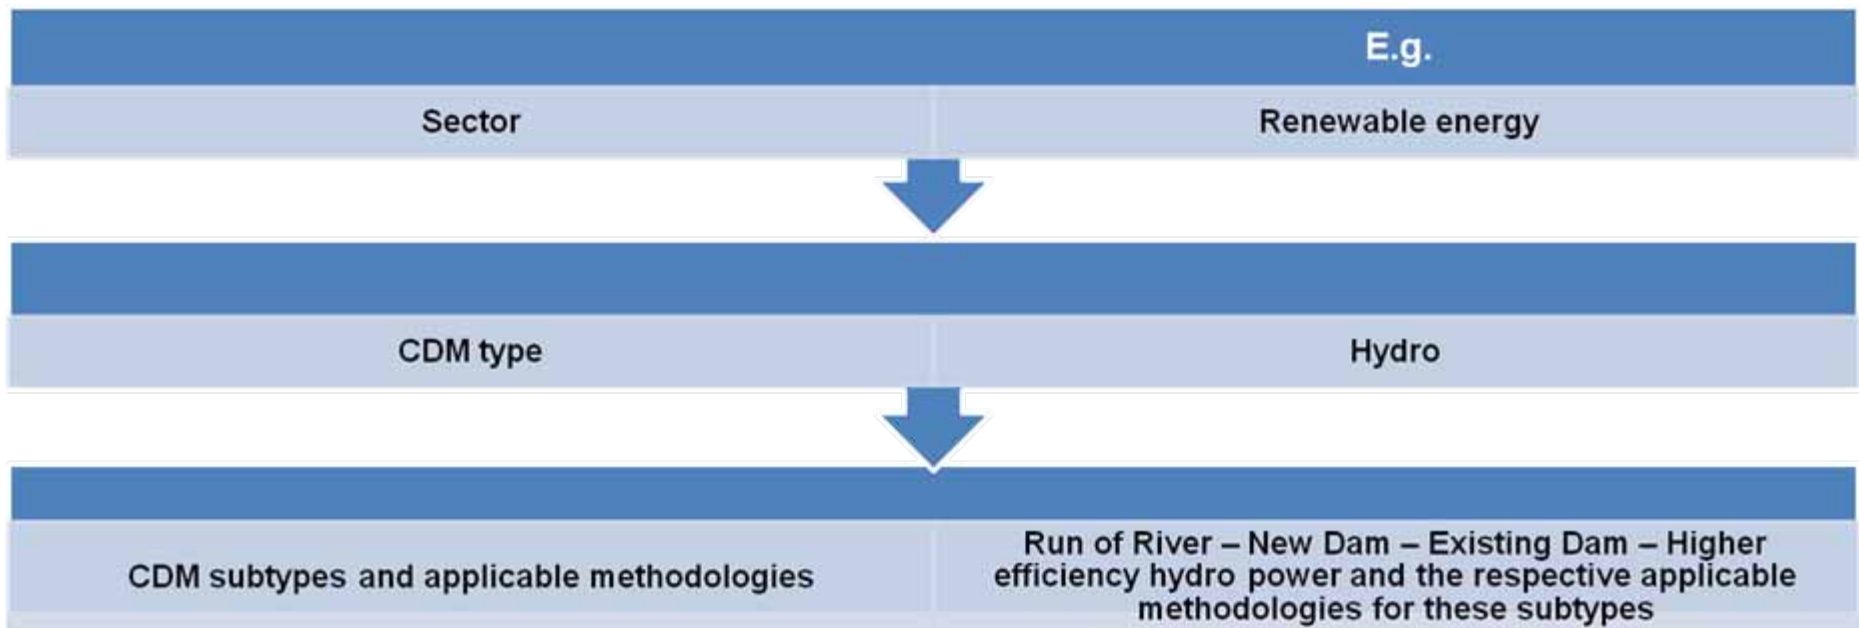 E.g.
Sector
Renewable energy
CDM type
Hydro
CDM subtypes and applicable methodologies
Run of River – New Dam – Existing Dam – Higher
efficiency hydro power and the respective applicable
methodologies for these subtypes